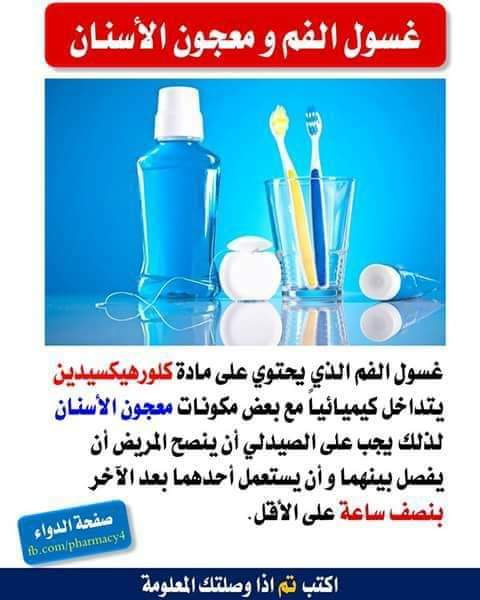 غسول الفم و معجون الأسنان
غسول الفم الذي يحتوي على مادة كلورهيكسيدين
يتداخل كيميائياً مع بعض مكونات معجون الأسنان
لذلك يجب على الصيدلي أن ينصح المريض أن
يفصل بينهما و أن يستعمل أحدهما بعد الآخر
بنصف ساعة على الأقل.
صفحة الدواء
fb.com/pharmacy4
اكتب تم اذا وصلتك المعلومة